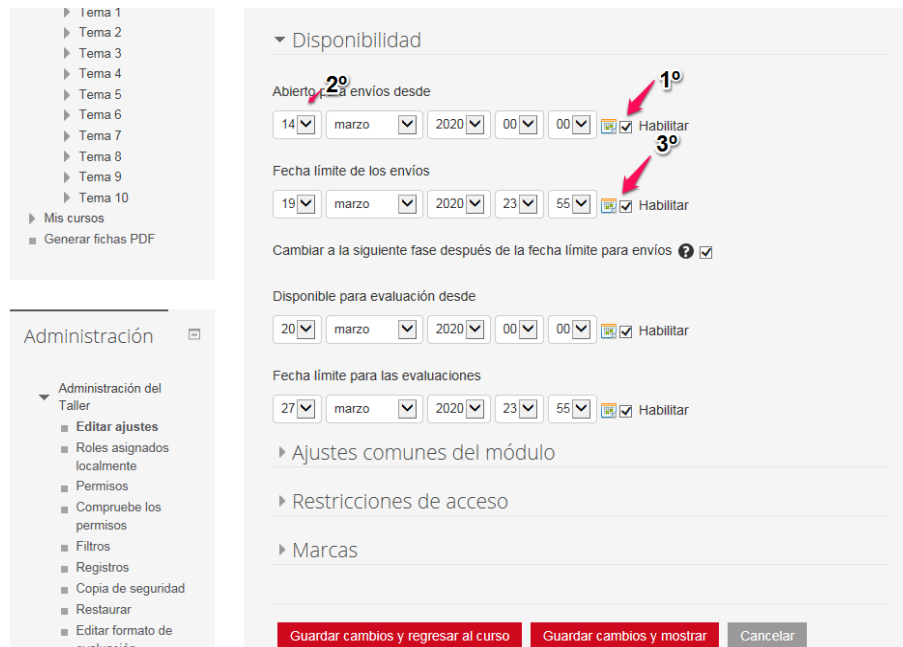 Tema 1
Tema 2
Tema 3
Tema 4
Tema 5
Tema 6
Tema 7
Tema 8
Tema 9
Tema 10
Mis cursos
Generar fichas PDF
Administración
Administración del
Taller
Editar ajustes
Roles asignados
localmente
Permisos
Compruebe los
permisos
Filtros
Registros
Copia de seguridad
Restaurar
Editar formato de
evaluación
Disponibilidad
2º
1º
Abierto para envíos desde
14 marzo 2020 00 00 Habilitar
3º
Fecha límite de los envíos
19 marzo 2020 23 55 Habilitar
Cambiar a la siguiente fase después de la fecha límite para envíos ?
Disponible para evaluación desde
20 marzo 2020 00 00 Habilitar
Fecha límite para las evaluaciones
27 marzo 2020 23 55 Habilitar
Ajustes comunes del módulo
Restricciones de acceso
Marcas
Guardar cambios y regresar al curso Guardar cambios y mostrar Cancelar